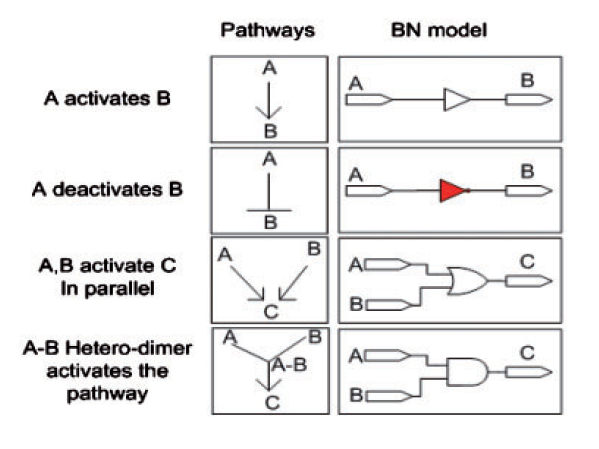 Pathways BN model
A activates B
A
B
A B
A deactivates B
A
B
A B
A,B activate C
In parallel
A B
C
A
B
C
A-B Hetero-dimer
activates the
pathway
A B
A-B
C
A
B
C